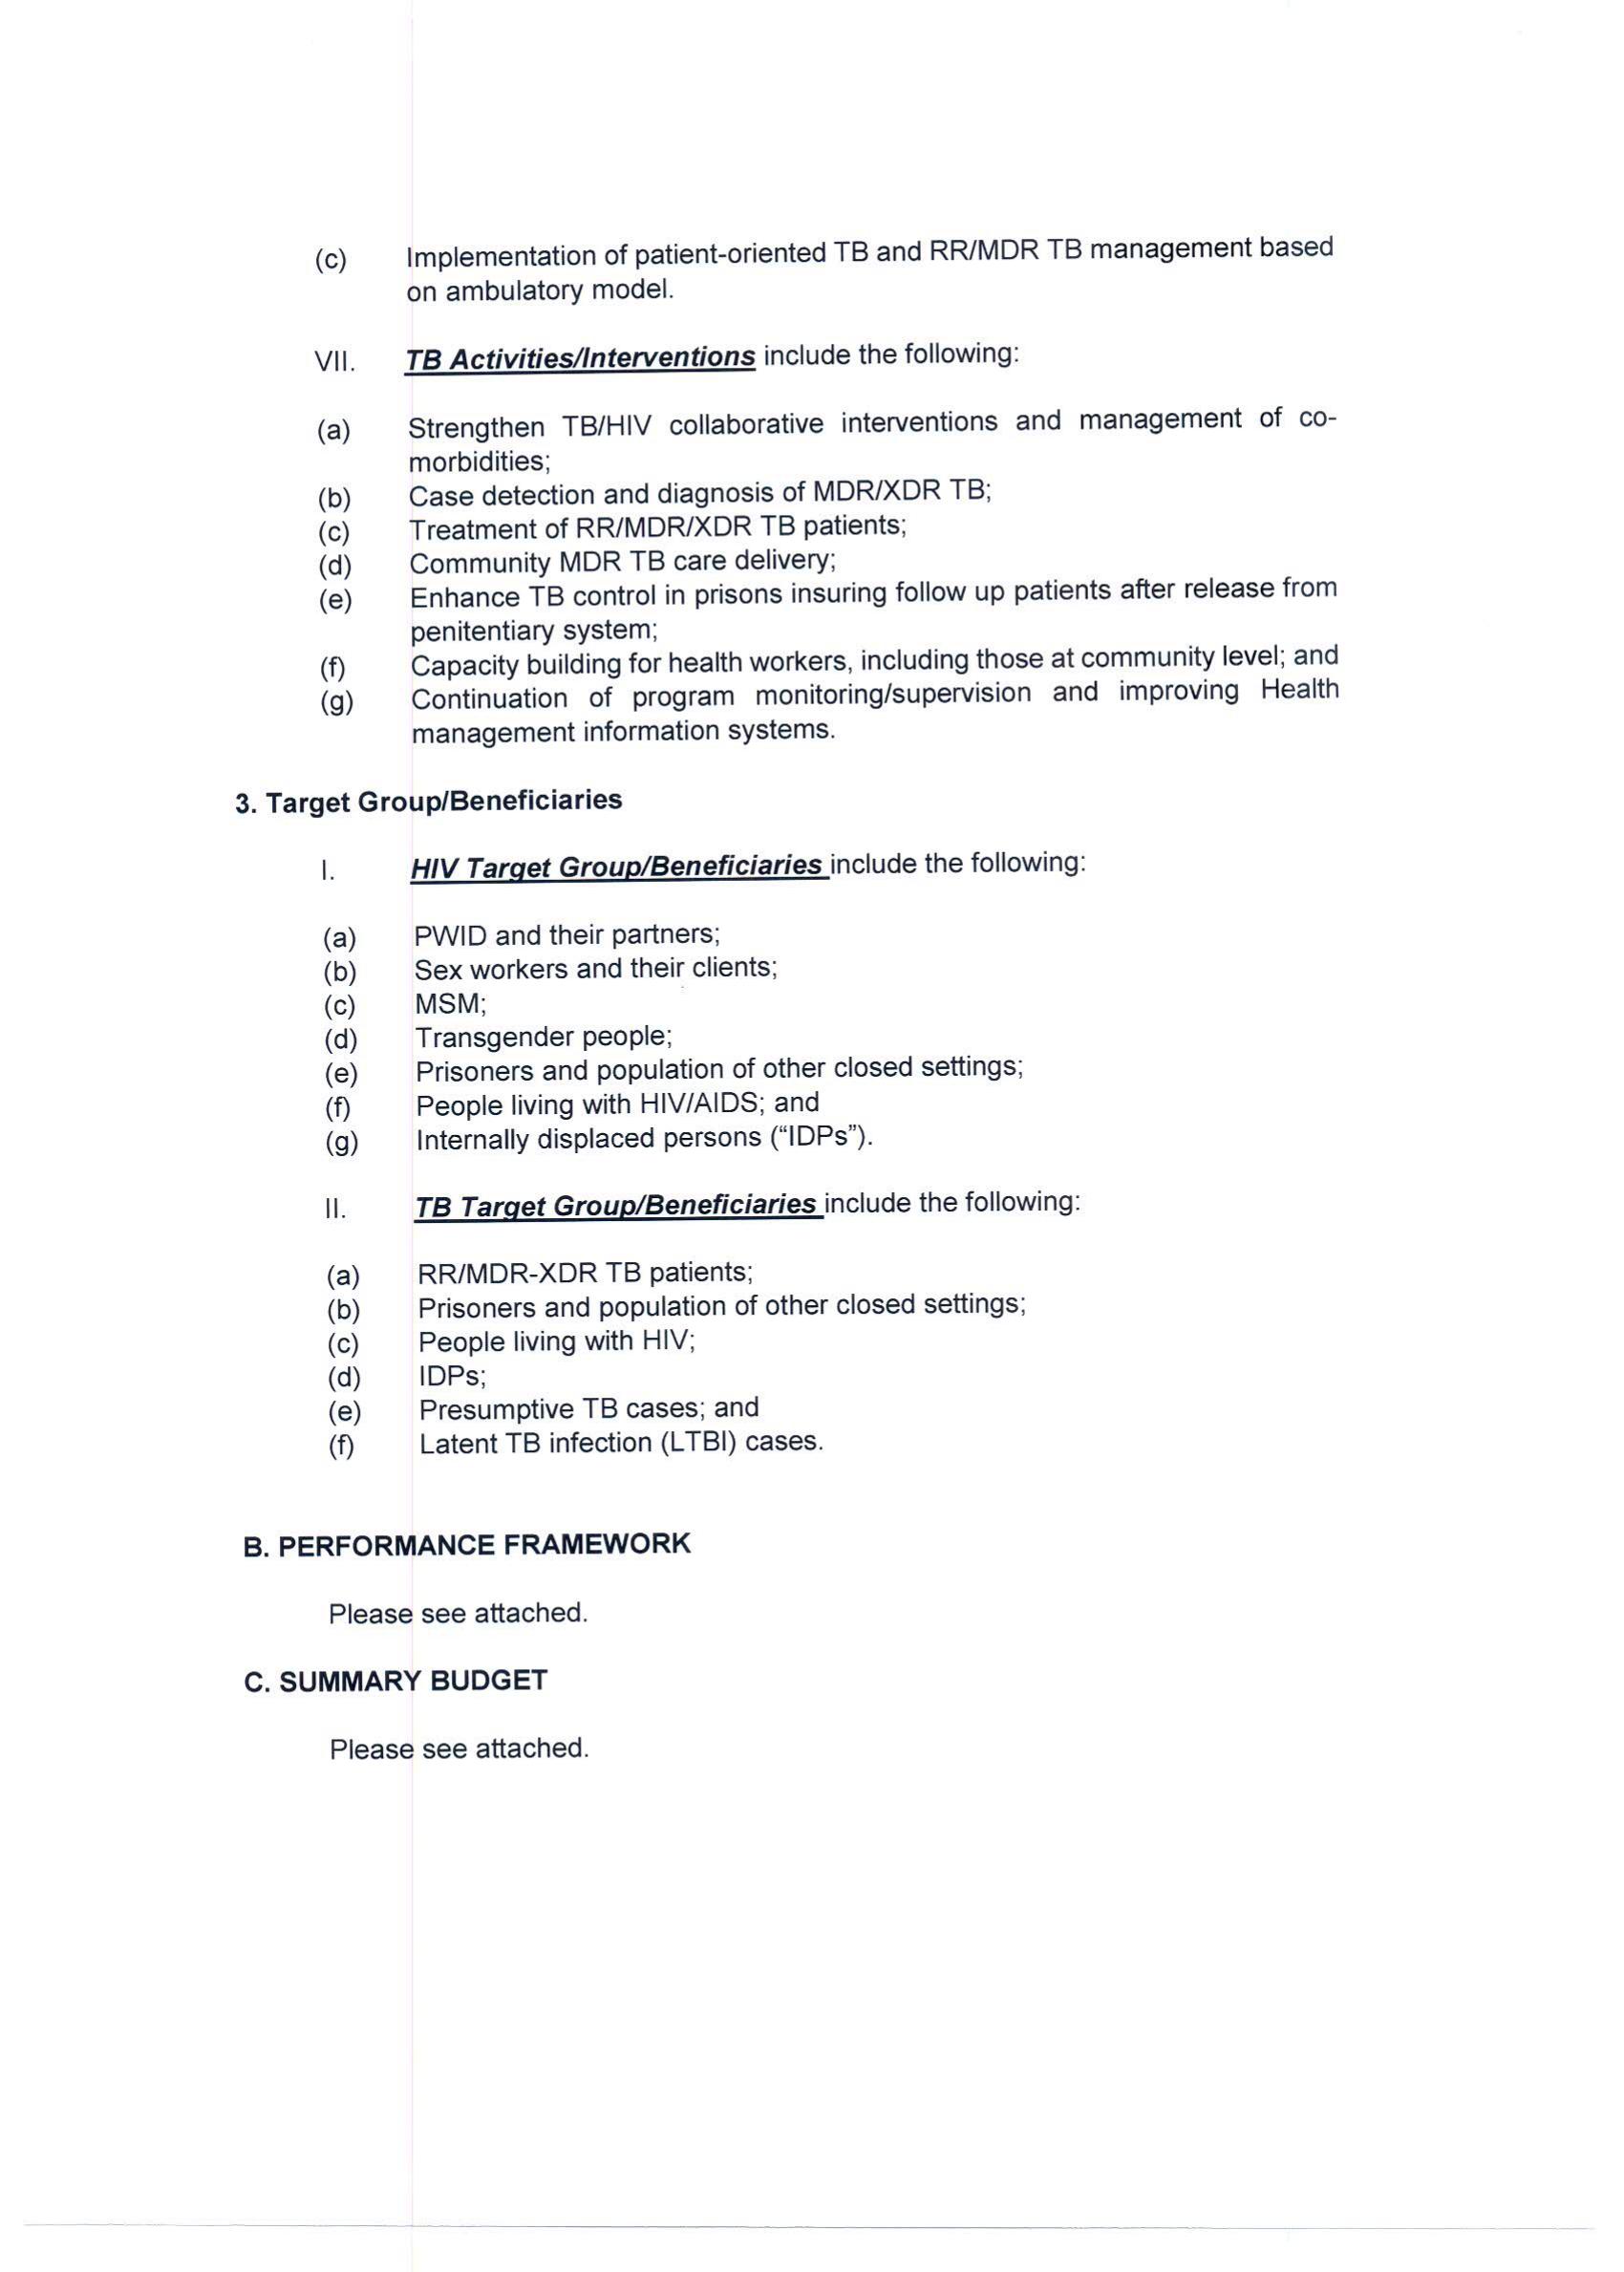 (c) Implementation of patient-oriented TB and RR/MDR TB management based
on ambulatory model.
VII. TB Activities/Interventions include the following:
(a) Strengthen TB/HIV collaborative interventions and management of co-
morbidities;
(b) Case detection and diagnosis of MDR/XDR TB;
(c) Treatment of RR/MDR/XDR TB patients;
(d) Community MDR TB care delivery;
(e) Enhance TB control in prisons insuring follow up patients after release from
penitentiary system;
(f) Capacity building for health workers, including those at community level; and
(g) Continuation of program monitoring/supervision and improving Health
management information systems.
3. Target Group/Beneficiaries
I. HIV Target Group/Beneficiaries include the following:
(a) PWID and their partners;
(b) Sex workers and their clients;
(c) MSM;
(d) Transgender people;
(e) Prisoners and population of other closed settings;
(f) People living with HIV/AIDS; and
(g) Internally displaced persons (“IDPs”).
II. TB Target Group/Beneficiaries include the following:
(a) RR/MDR-XDR TB patients;
(b) Prisoners and population of other closed settings;
(c) People living with HIV;
(d) IDPs;
(e) Presumptive TB cases; and
(f) Latent TB infection (LTBI) cases.
B. PERFORMANCE FRAMEWORK
Please see attached.
C. SUMMARY BUDGET
Please see attached.